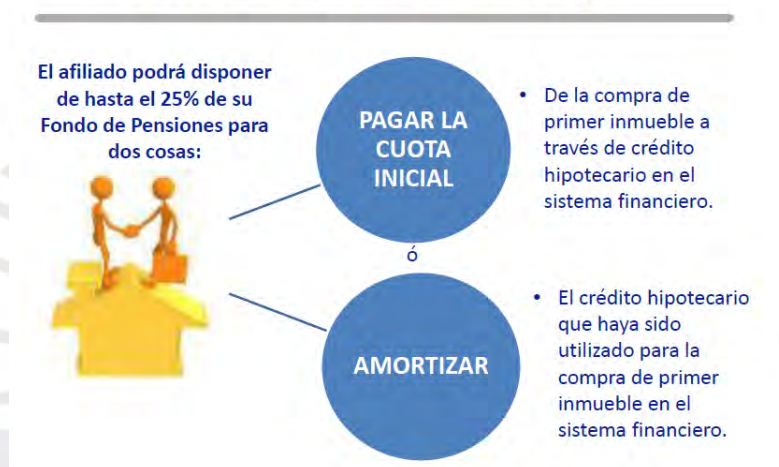 El afiliado podrá disponer
de hasta el 25% de su
Fondo de Pensiones para
dos cosas:
PAGAR LA
CUOTA
INICIAL
• De la compra de
primer inmueble a
través de crédito
hipotecario en el
sistema financiero.
ó
AMORTIZAR
• El crédito hipotecario
que haya sido
utilizado para la
compra de primer
inmueble en el
sistema financiero.